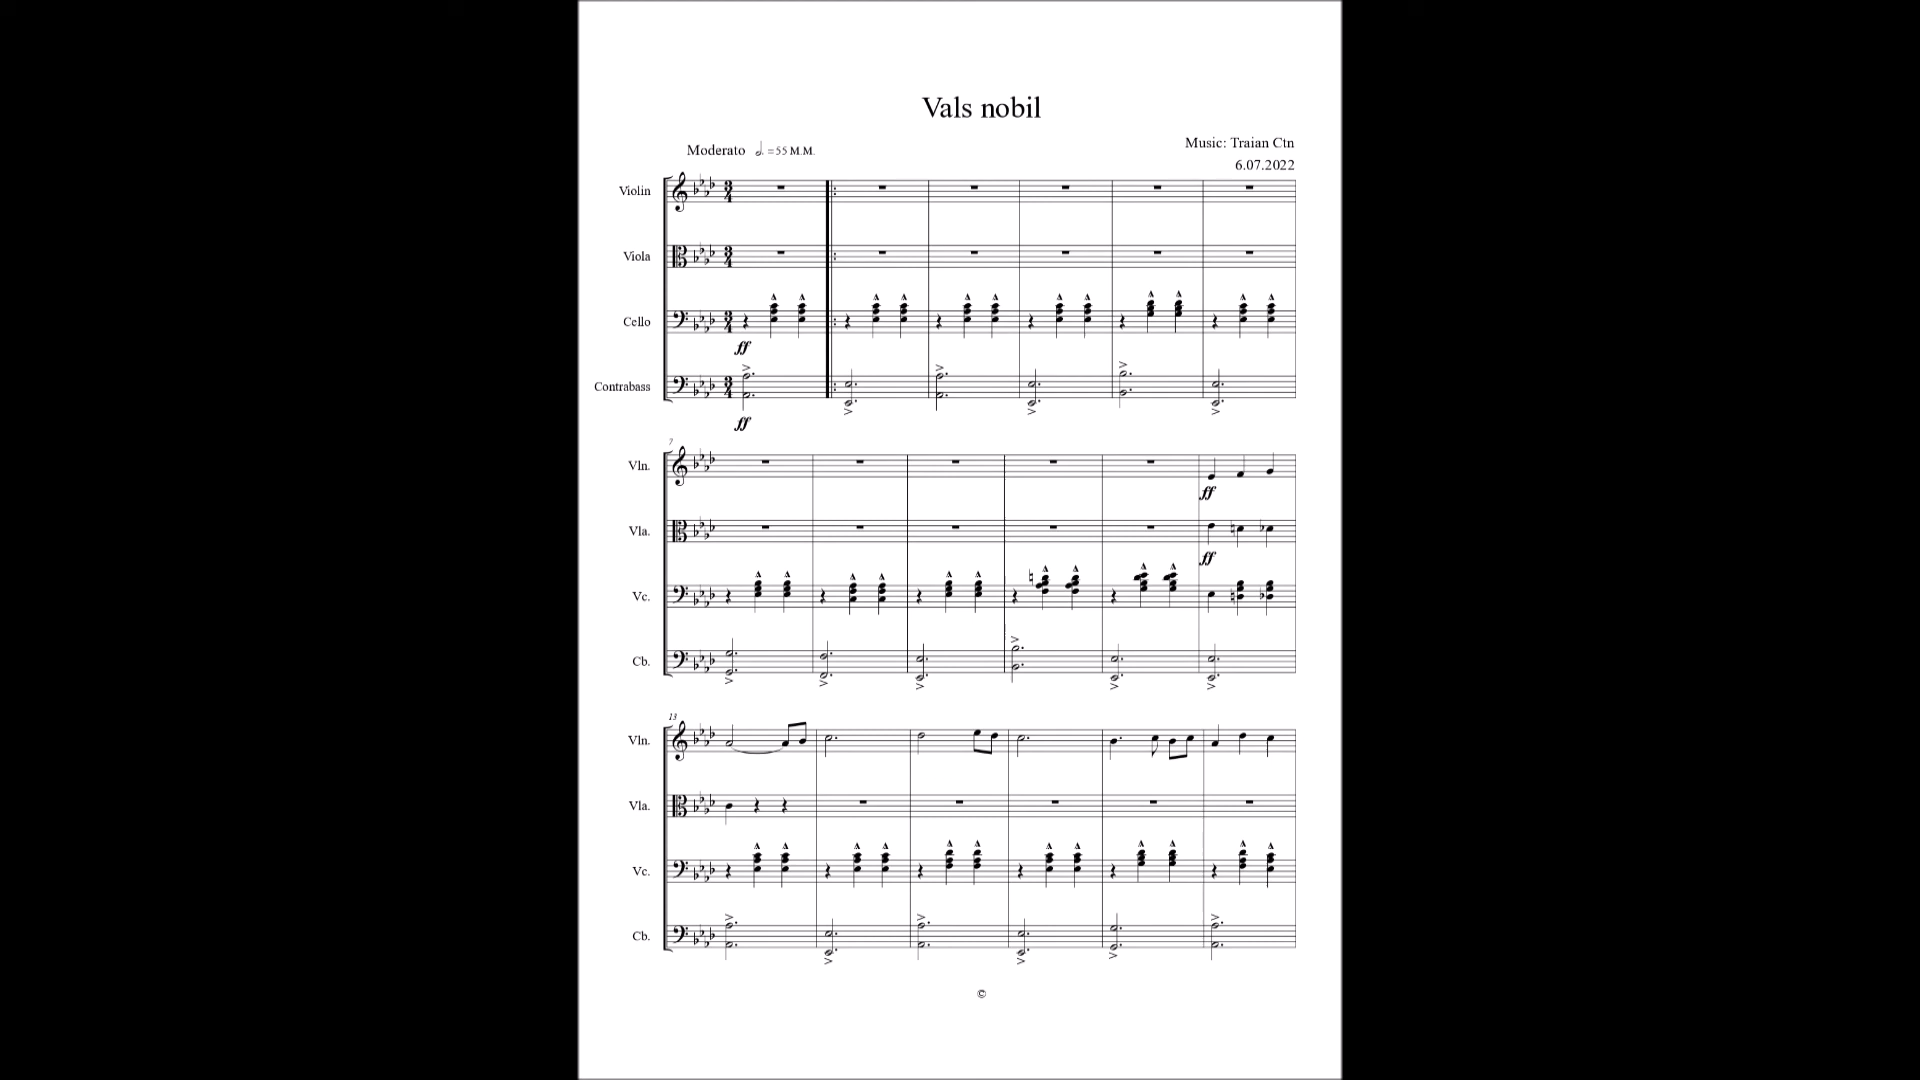 Vals nobil
Moderato 𝅗𝅥. = 55 M.M.
Music: Traian Ctn
6.07.2022
Violin
Viola
Cello
ff
Contrabass
ff
7
Vln.
ff
Vla.
ff
Vc.
Cb.
13
Vln.
Vla.
Vc.
Cb.
©